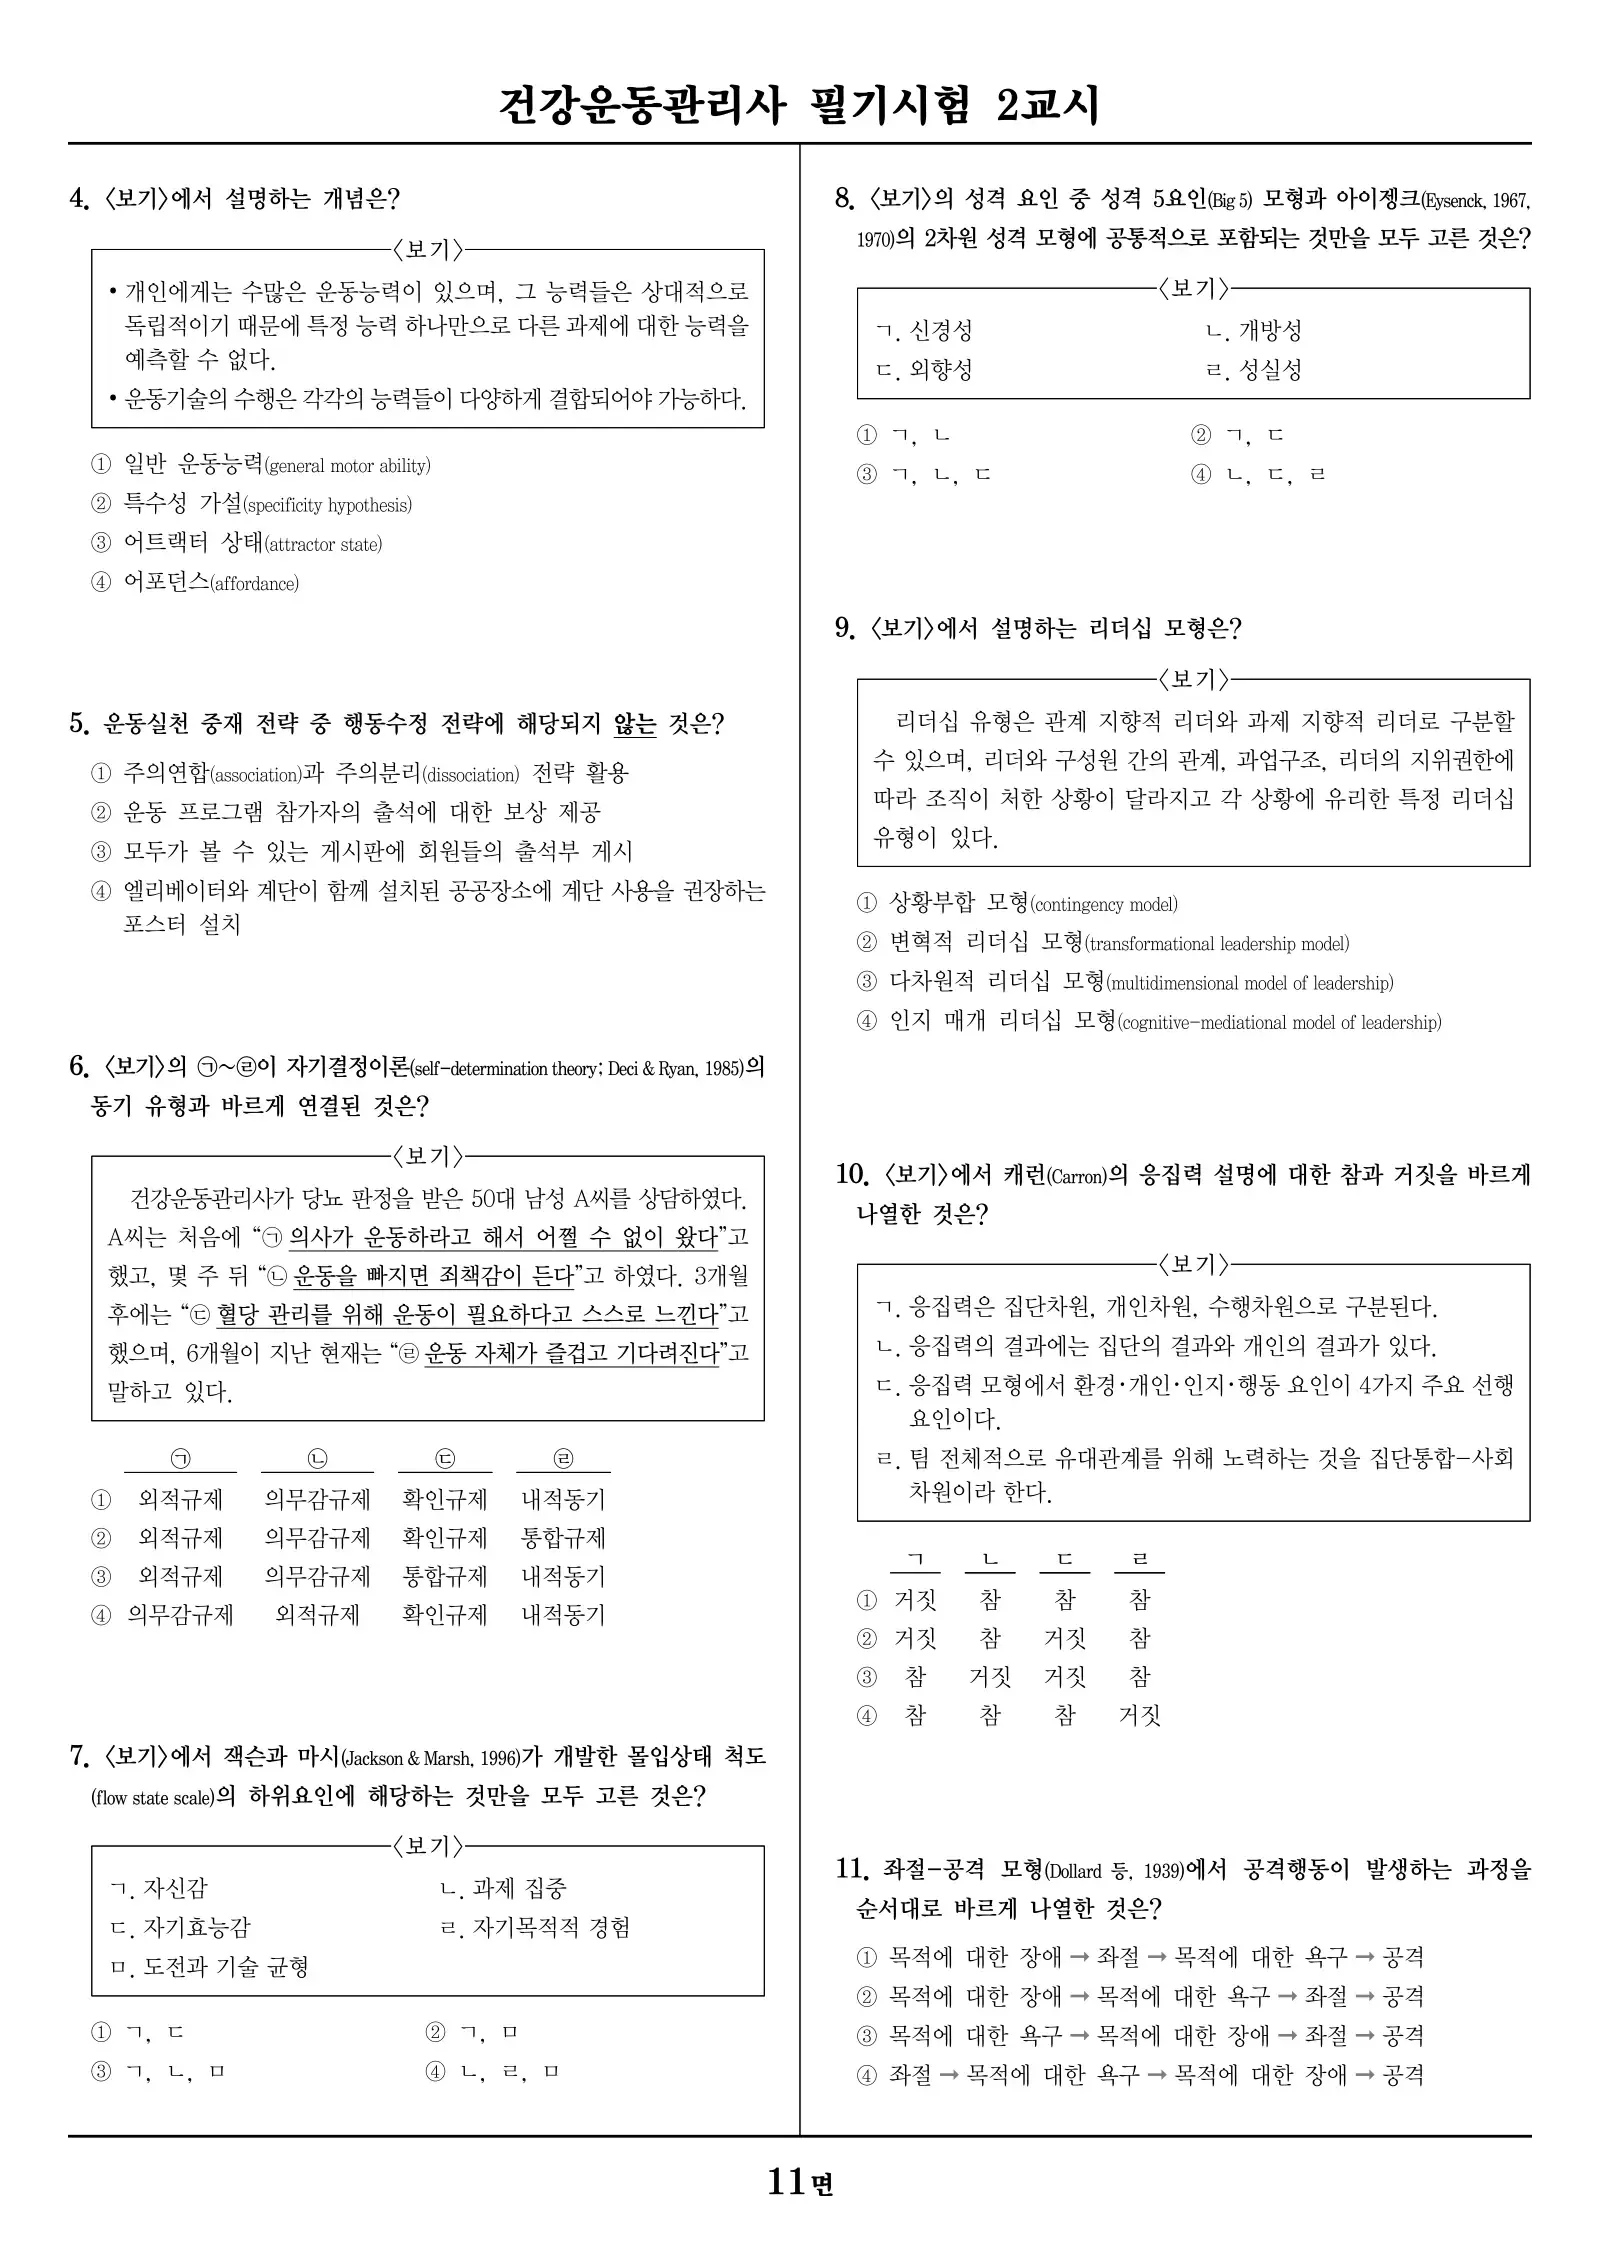 건강운동관리사 필기시험 2교시
4. 〈보기〉에서 설명하는 개념은?
〈보기〉
• 개인에게는 수많은 운동능력이 있으며, 그 능력들은 상대적으로
독립적이기 때문에 특정 능력 하나만으로 다른 과제에 대한 능력을
예측할 수 없다.
• 운동기술의 수행은 각각의 능력들이 다양하게 결합되어야 가능하다.
① 일반 운동능력(general motor ability)
② 특수성 가설(specificity hypothesis)
③ 어트랙터 상태(attractor state)
④ 어포던스(affordance)
5. 운동실천 중재 전략 중 행동수정 전략에 해당되지 않는 것은?
① 주의연합(association)과 주의분리(dissociation) 전략 활용
② 운동 프로그램 참가자의 출석에 대한 보상 제공
③ 모두가 볼 수 있는 게시판에 회원들의 출석부 게시
④ 엘리베이터와 계단이 함께 설치된 공공장소에 계단 사용을 권장하는
포스터 설치
6. 〈보기〉의 ㉠~㉣이 자기결정이론(self-determination theory; Deci & Ryan, 1985)의
동기 유형과 바르게 연결된 것은?
〈보기〉
건강운동관리사가 당뇨 판정을 받은 50대 남성 A씨를 상담하였다.
A씨는 처음에 “㉠ 의사가 운동하라고 해서 어쩔 수 없이 왔다”고
했고, 몇 주 뒤 “㉡ 운동을 빠지면 죄책감이 든다”고 하였다. 3개월
후에는 “㉢ 혈당 관리를 위해 운동이 필요하다고 스스로 느낀다”고
했으며, 6개월이 지난 현재는 “㉣ 운동 자체가 즐겁고 기다려진다”고
말하고 있다.
㉠ ㉡ ㉢ ㉣
① 외적규제 의무감규제 확인규제 내적동기
② 외적규제 의무감규제 확인규제 통합규제
③ 외적규제 의무감규제 통합규제 내적동기
④ 의무감규제 외적규제 확인규제 내적동기
7. 〈보기〉에서 잭슨과 마시(Jackson & Marsh, 1996)가 개발한 몰입상태 척도
(flow state scale)의 하위요인에 해당하는 것만을 모두 고른 것은?
〈보기〉
ㄱ. 자신감 ㄴ. 과제 집중
ㄷ. 자기효능감 ㄹ. 자기목적적 경험
ㅁ. 도전과 기술 균형
① ㄱ, ㄷ ② ㄱ, ㅁ
③ ㄱ, ㄴ, ㅁ ④ ㄴ, ㄹ, ㅁ
8. 〈보기〉의 성격 요인 중 성격 5요인(Big 5) 모형과 아이젱크(Eysenck, 1967,
1970)의 2차원 성격 모형에 공통적으로 포함되는 것만을 모두 고른 것은?
〈보기〉
ㄱ. 신경성 ㄴ. 개방성
ㄷ. 외향성 ㄹ. 성실성
① ㄱ, ㄴ ② ㄱ, ㄷ
③ ㄱ, ㄴ, ㄷ ④ ㄴ, ㄷ, ㄹ
9. 〈보기〉에서 설명하는 리더십 모형은?
〈보기〉
리더십 유형은 관계 지향적 리더와 과제 지향적 리더로 구분할
수 있으며, 리더와 구성원 간의 관계, 과업구조, 리더의 지위권한에
따라 조직이 처한 상황이 달라지고 각 상황에 유리한 특정 리더십
유형이 있다.
① 상황부합 모형(contingency model)
② 변혁적 리더십 모형(transformational leadership model)
③ 다차원적 리더십 모형(multidimensional model of leadership)
④ 인지 매개 리더십 모형(cognitive-mediational model of leadership)
10. 〈보기〉에서 캐런(Carron)의 응집력 설명에 대한 참과 거짓을 바르게
나열한 것은?
〈보기〉
ㄱ. 응집력은 집단차원, 개인차원, 수행차원으로 구분된다.
ㄴ. 응집력의 결과에는 집단의 결과와 개인의 결과가 있다.
ㄷ. 응집력 모형에서 환경·개인·인지·행동 요인이 4가지 주요 선행
요인이다.
ㄹ. 팀 전체적으로 유대관계를 위해 노력하는 것을 집단통합-사회
차원이라 한다.
ㄱ ㄴ ㄷ ㄹ
① 거짓 참 참 참
② 거짓 참 거짓 참
③ 참 거짓 거짓 참
④ 참 참 참 거짓
11. 좌절-공격 모형(Dollard 등, 1939)에서 공격행동이 발생하는 과정을
순서대로 바르게 나열한 것은?
① 목적에 대한 장애 → 좌절 → 목적에 대한 욕구 → 공격
② 목적에 대한 장애 → 목적에 대한 욕구 → 좌절 → 공격
③ 목적에 대한 욕구 → 목적에 대한 장애 → 좌절 → 공격
④ 좌절 → 목적에 대한 욕구 → 목적에 대한 장애 → 공격
11면